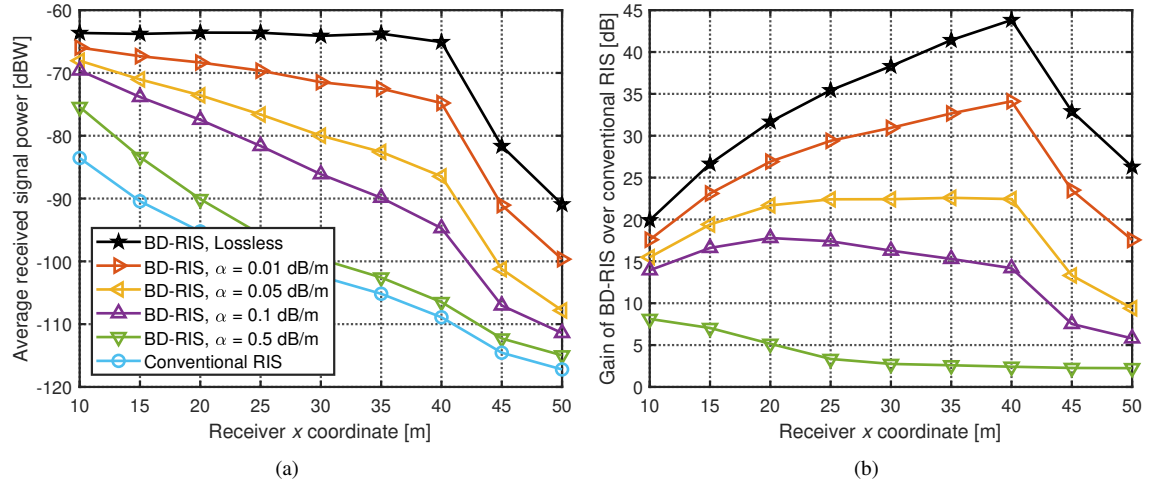 -60
-70
-80
-90
-100
-110
-120
Average received signal power [dBW]
BD-RIS, Lossless
BD-RIS, α = 0.01 dB/m
BD-RIS, α = 0.05 dB/m
BD-RIS, α = 0.1 dB/m
BD-RIS, α = 0.5 dB/m
Conventional RIS
10 15 20 25 30 35 40 45 50
Receiver x coordinate [m]
(a)
45
40
35
30
25
20
15
10
5
0
Gain of BD-RIS over conventional RIS [dB]
10 15 20 25 30 35 40 45 50
Receiver x coordinate [m]
(b)